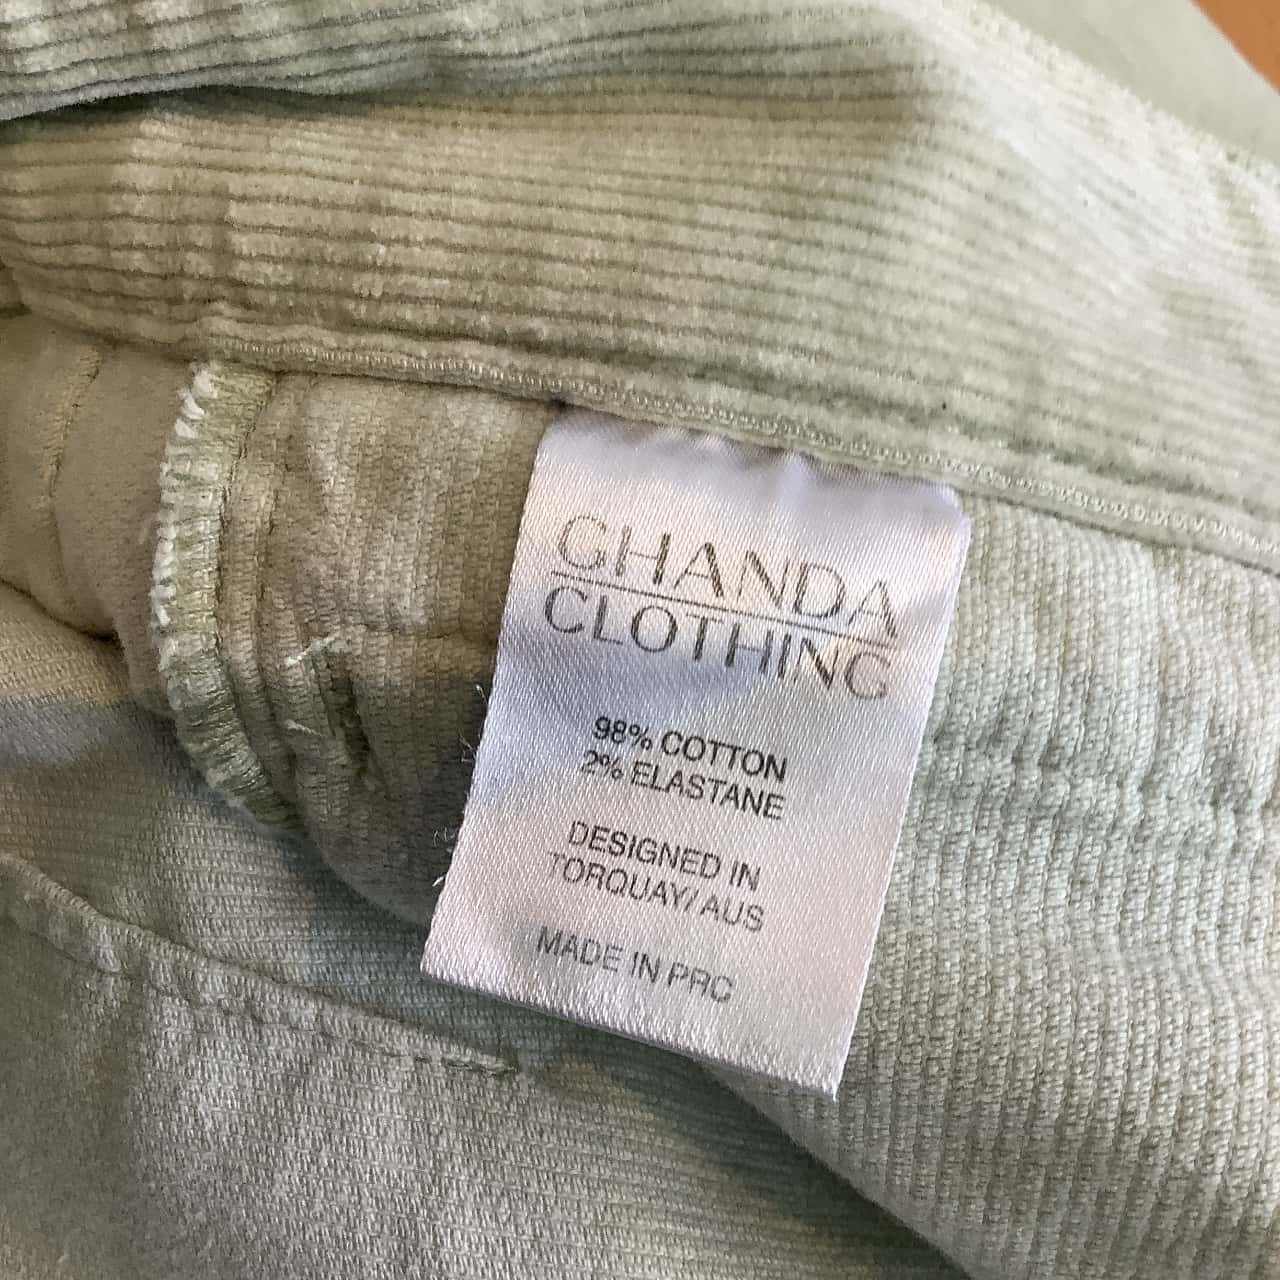 GHANDA
CLOTHING
98% COTTON
2% ELASTANE
DESIGNED IN
TORQUAY/AUS
MADE IN PRC